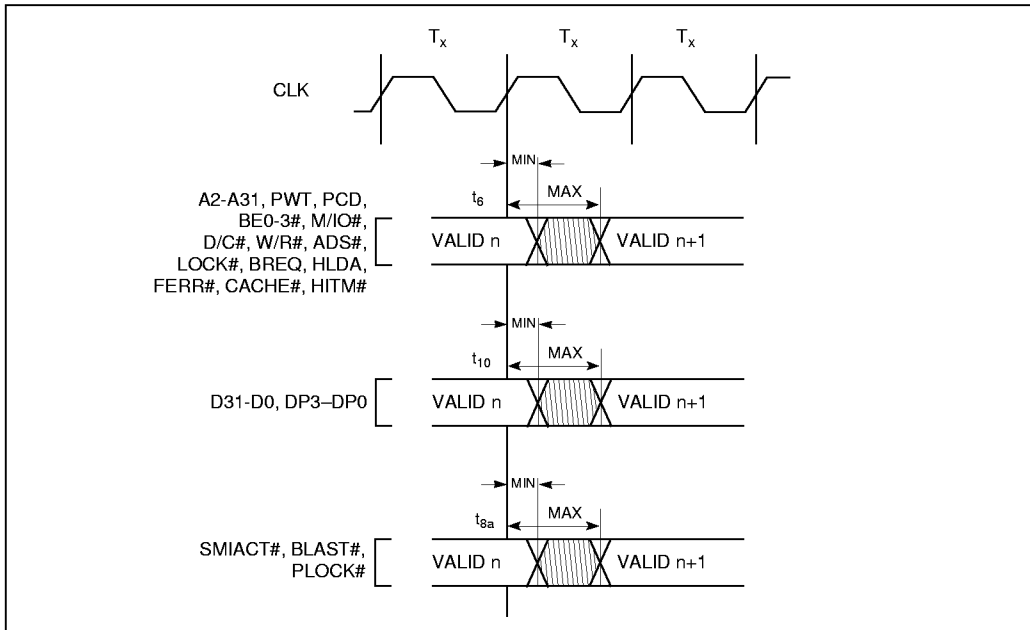 Tx Tx Tx
CLK
MIN
t6 MAX
A2-A31, PWT, PCD,
BE0-3#, M/IO#,
D/C#, W/R#, ADS#,
LOCK#, BREQ, HLDA,
FERR#, CACHE#, HITM#
VALID n VALID n+1
MIN
t10 MAX
D31-D0, DP3–DP0
VALID n VALID n+1
MIN
t8a MAX
SMIACT#, BLAST#,
PLOCK#
VALID n VALID n+1